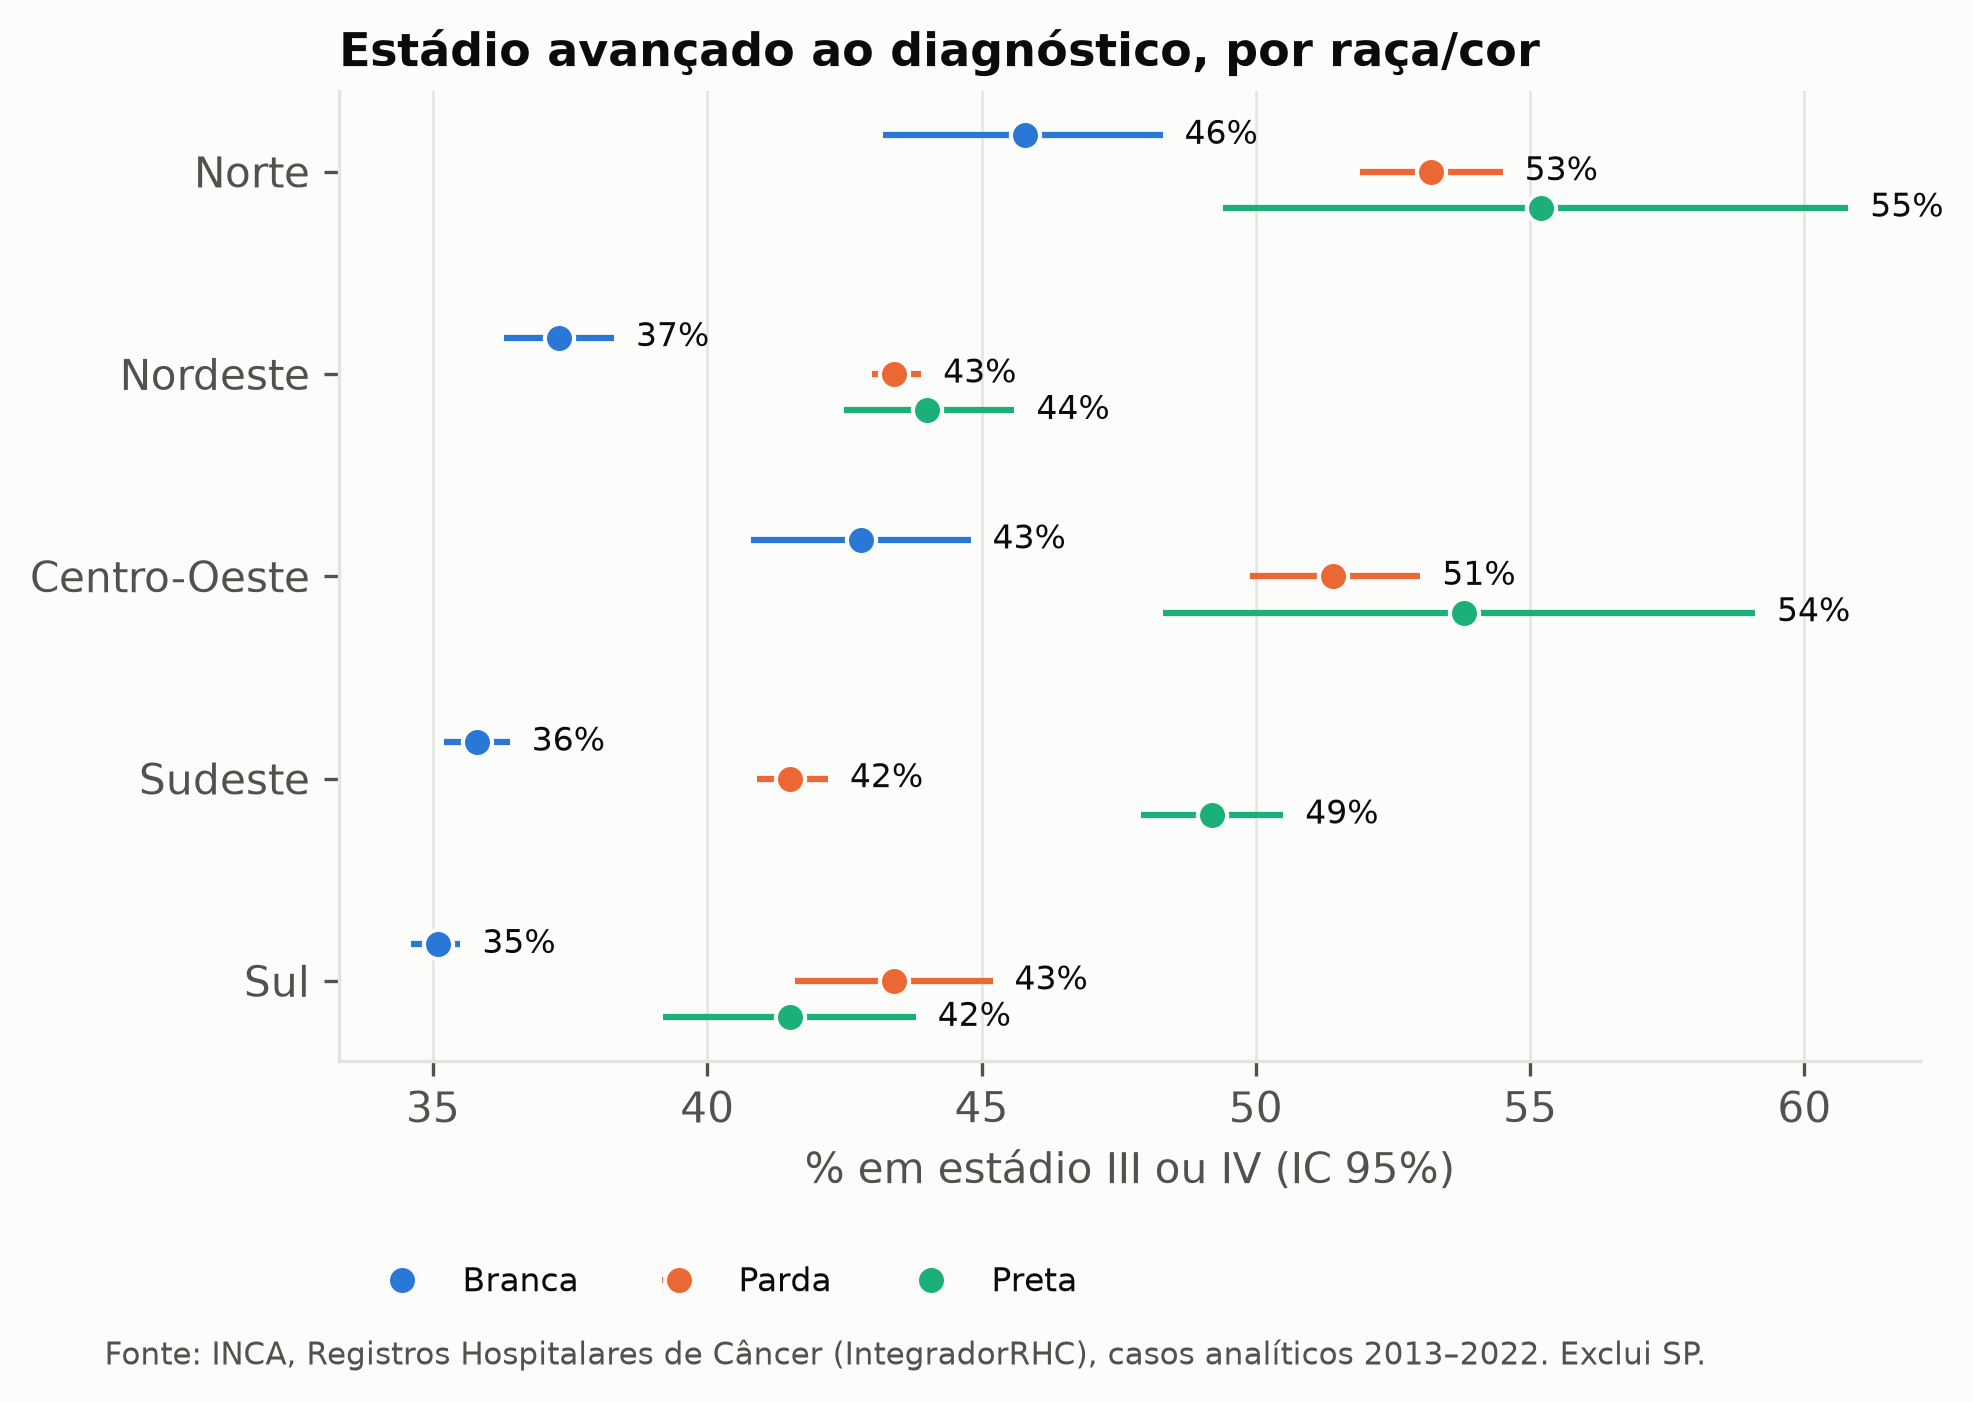 Estádio avançado ao diagnóstico, por raça/cor
46%
Norte
53%
55%
37%
Nordeste
43%
44%
43%
Centro-Oeste
51%
54%
36%
Sudeste
42%
49%
35%
Sul
43%
42%
35 40 45 50 55 60
% em estádio III ou IV (IC 95%)
Branca Parda Preta
Fonte: INCA, Registros Hospitalares de Câncer (IntegradorRHC), casos analíticos 2013–2022. Exclui SP.